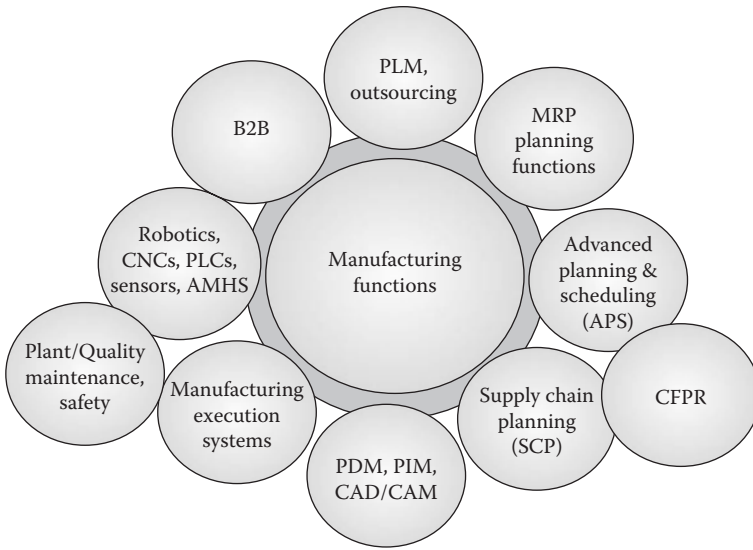 PLM,
outsourcing
B2B
MRP
planning
functions
Robotics,
CNCs, PLCs,
sensors, AMHS
Manufacturing
functions
Advanced
planning &
scheduling
(APS)
Plant/Quality
maintenance,
safety
Manufacturing
execution
systems
Supply chain
planning
(SCP)
CFPR
PDM, PIM,
CAD/CAM